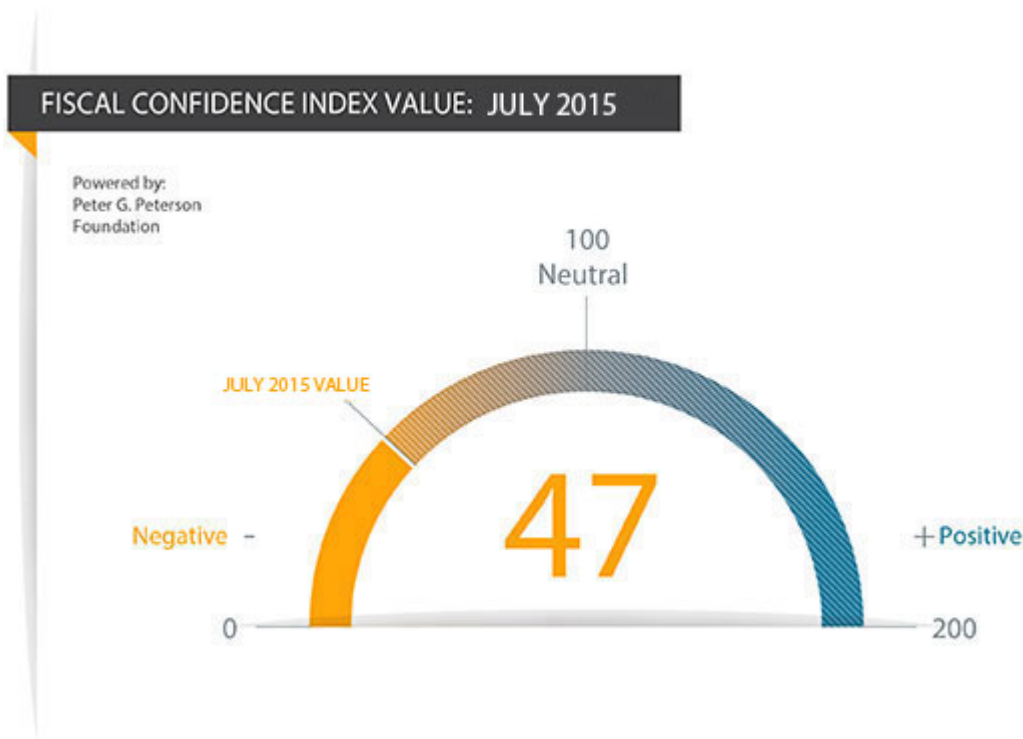 FISCAL CONFIDENCE INDEX VALUE: JULY 2015
Powered by:
Peter G. Peterson
Foundation
100
Neutral
JULY 2015 VALUE
47
Negative -
+ Positive
0
200